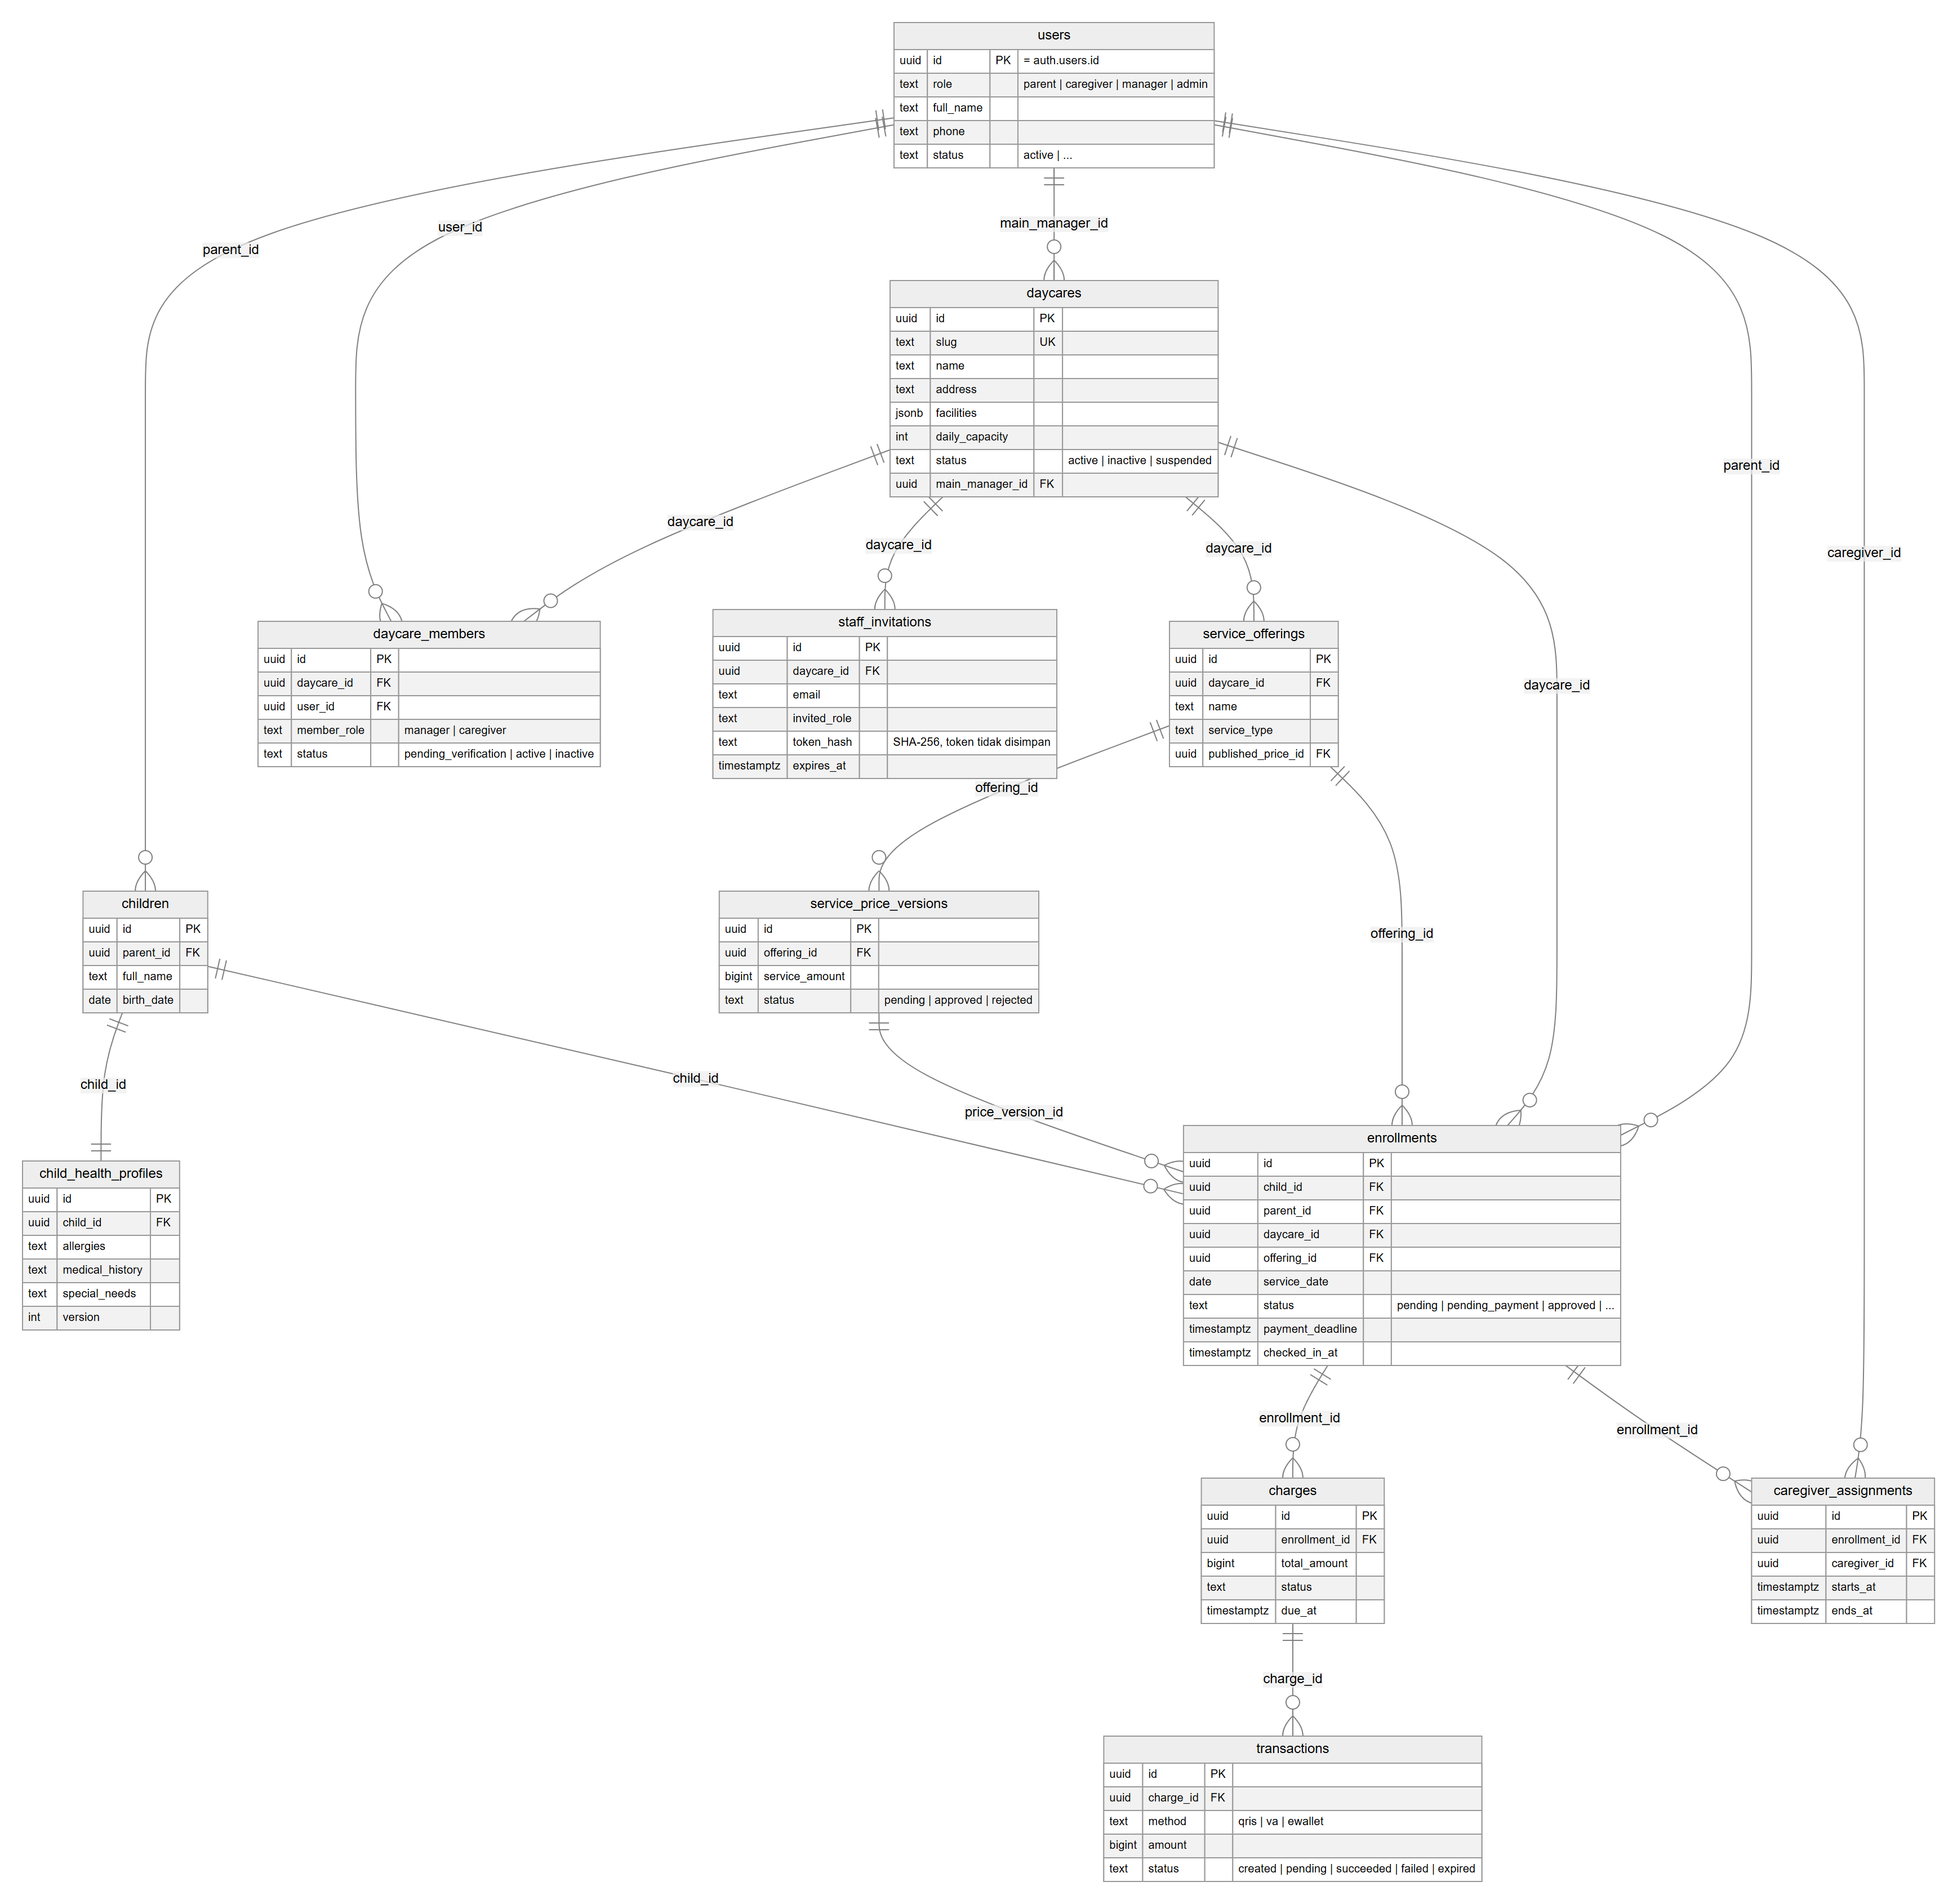 users
uuid id PK = auth.users.id
text role parent | caregiver | manager | admin
text full_name
text phone
text status active | ...
parent_id
user_id
main_manager_id
parent_id
caregiver_id
daycares
uuid id PK
text slug UK
text name
text address
jsonb facilities
int daily_capacity
text status active | inactive | suspended
uuid main_manager_id FK
daycare_id
daycare_id
daycare_id
daycare_id
daycare_members
uuid id PK
uuid daycare_id FK
uuid user_id FK
text member_role manager | caregiver
text status pending_verification | active | inactive
staff_invitations
uuid id PK
uuid daycare_id FK
text email
text invited_role
text token_hash SHA-256, token tidak disimpan
timestamptz expires_at
service_offerings
uuid id PK
uuid daycare_id FK
text name
text service_type
uuid published_price_id FK
offering_id
offering_id
children
uuid id PK
uuid parent_id FK
text full_name
date birth_date
service_price_versions
uuid id PK
uuid offering_id FK
bigint service_amount
text status pending | approved | rejected
child_id
child_id
price_version_id
child_health_profiles
uuid id PK
uuid child_id FK
text allergies
text medical_history
text special_needs
int version
enrollments
uuid id PK
uuid child_id FK
uuid parent_id FK
uuid daycare_id FK
uuid offering_id FK
date service_date
text status pending | pending_payment | approved | ...
timestamptz payment_deadline
timestamptz checked_in_at
enrollment_id
enrollment_id
charges
uuid id PK
uuid enrollment_id FK
bigint total_amount
text status
timestamptz due_at
caregiver_assignments
uuid id PK
uuid enrollment_id FK
uuid caregiver_id FK
timestamptz starts_at
timestamptz ends_at
charge_id
transactions
uuid id PK
uuid charge_id FK
text method qris | va | ewallet
bigint amount
text status created | pending | succeeded | failed | expired